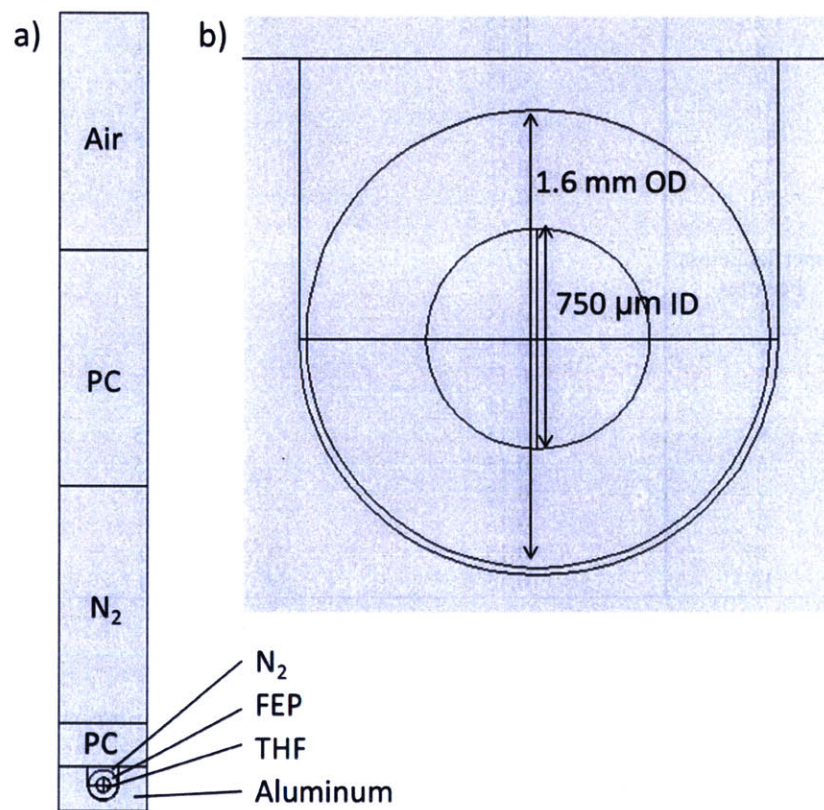 a)
Air
PC
N₂
PC
b)
1.6 mm OD
750 µm ID
N₂
FEP
THF
Aluminum